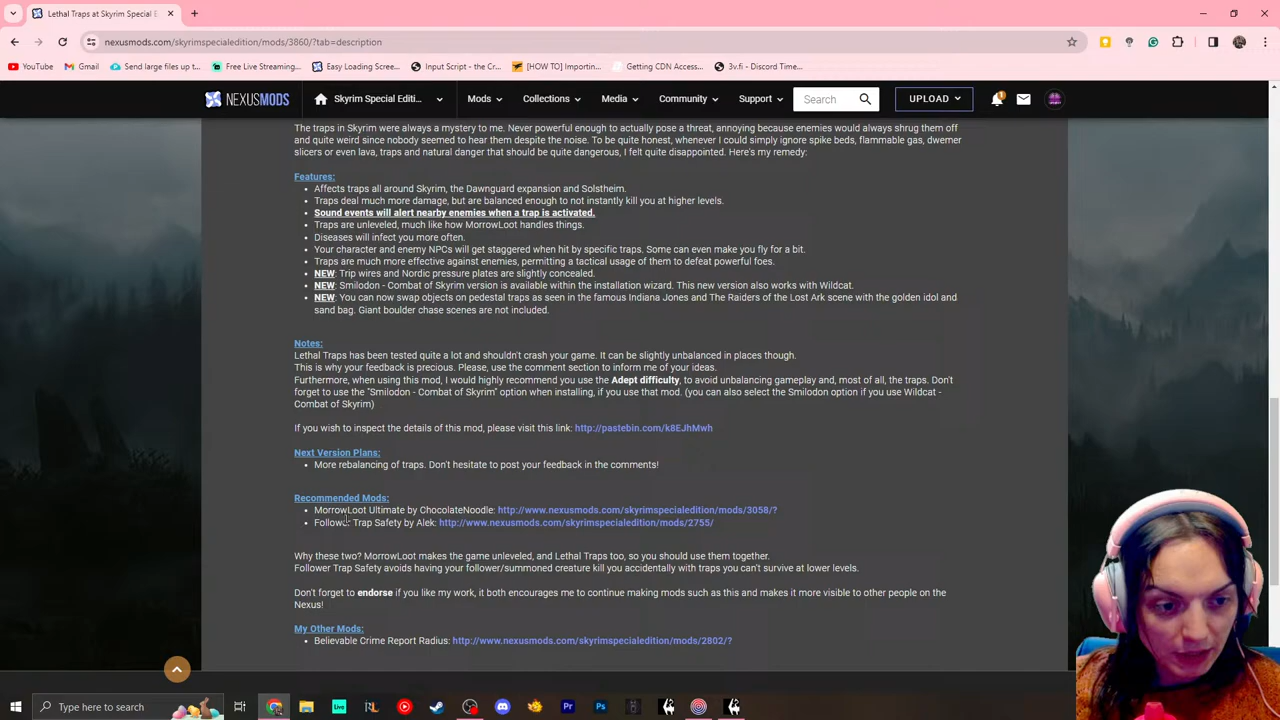 Lethal Traps at Skyrim Special E
nexusmods.com/skyrimspecialedition/mods/3860/?tab=description
YouTube
Gmail
Send large files up t...
Free Live Streaming...
Easy Loading Scree...
Input Script - the Cr...
[HOW TO] Importin...
Getting CDN Access...
3v.fi - Discord Time...
NEXUSMODS
Skyrim Special Editi...
Mods
Collections
Media
Community
Support
Search
UPLOAD
The traps in Skyrim were always a mystery to me. Never powerful enough to actually pose a threat, annoying because enemies would always shrug them off
and quite weird since nobody seemed to hear them despite the noise. To be quite honest, whenever I could simply ignore spike beds, flammable gas, dwemer
slicers or even lava, traps and natural danger that should be quite dangerous, I felt quite disappointed. Here's my remedy:
Features:
Affects traps all around Skyrim, the Dawnguard expansion and Solstheim.
Traps deal much more damage, but are balanced enough to not instantly kill you at higher levels.
Sound events will alert nearby enemies when a trap is activated.
Traps are unleveled, much like how MorrowLoot handles things.
Diseases will infect you more often.
Your character and enemy NPCs will get staggered when hit by specific traps. Some can even make you fly for a bit.
Traps are much more effective against enemies, permitting a tactical usage of them to defeat powerful foes.
NEW: Trip wires and Nordic pressure plates are slightly concealed.
NEW: Smilodon - Combat of Skyrim version is available within the installation wizard. This new version also works with Wildcat.
NEW: You can now swap objects on pedestal traps as seen in the famous Indiana Jones and The Raiders of the Lost Ark scene with the golden idol and
sand bag. Giant boulder chase scenes are not included.
Notes:
Lethal Traps has been tested quite a lot and shouldn't crash your game. It can be slightly unbalanced in places though.
This is why your feedback is precious. Please, use the comment section to inform me of your ideas.
Furthermore, when using this mod, I would highly recommend you use the Adept difficulty, to avoid unbalancing gameplay and, most of all, the traps. Don't
forget to use the "Smilodon - Combat of Skyrim" option when installing, if you use that mod. (you can also select the Smilodon option if you use Wildcat -
Combat of Skyrim)
If you wish to inspect the details of this mod, please visit this link: http://pastebin.com/k8EJhMwh
Next Version Plans:
More rebalancing of traps. Don't hesitate to post your feedback in the comments!
Recommended Mods:
MorrowLoot Ultimate by ChocolateNoodle: http://www.nexusmods.com/skyrimspecialedition/mods/3058/?
Follower Trap Safety by Alek: http://www.nexusmods.com/skyrimspecialedition/mods/2755/
Why these two? MorrowLoot makes the game unleveled, and Lethal Traps too, so you should use them together.
Follower Trap Safety avoids having your follower/summoned creature kill you accidentally with traps you can't survive at lower levels.
Don't forget to endorse if you like my work, it both encourages me to continue making mods such as this and makes it more visible to other people on the
Nexus!
My Other Mods:
Believable Crime Report Radius: http://www.nexusmods.com/skyrimspecialedition/mods/2802/?
Type here to search
Live
Pr
Ps